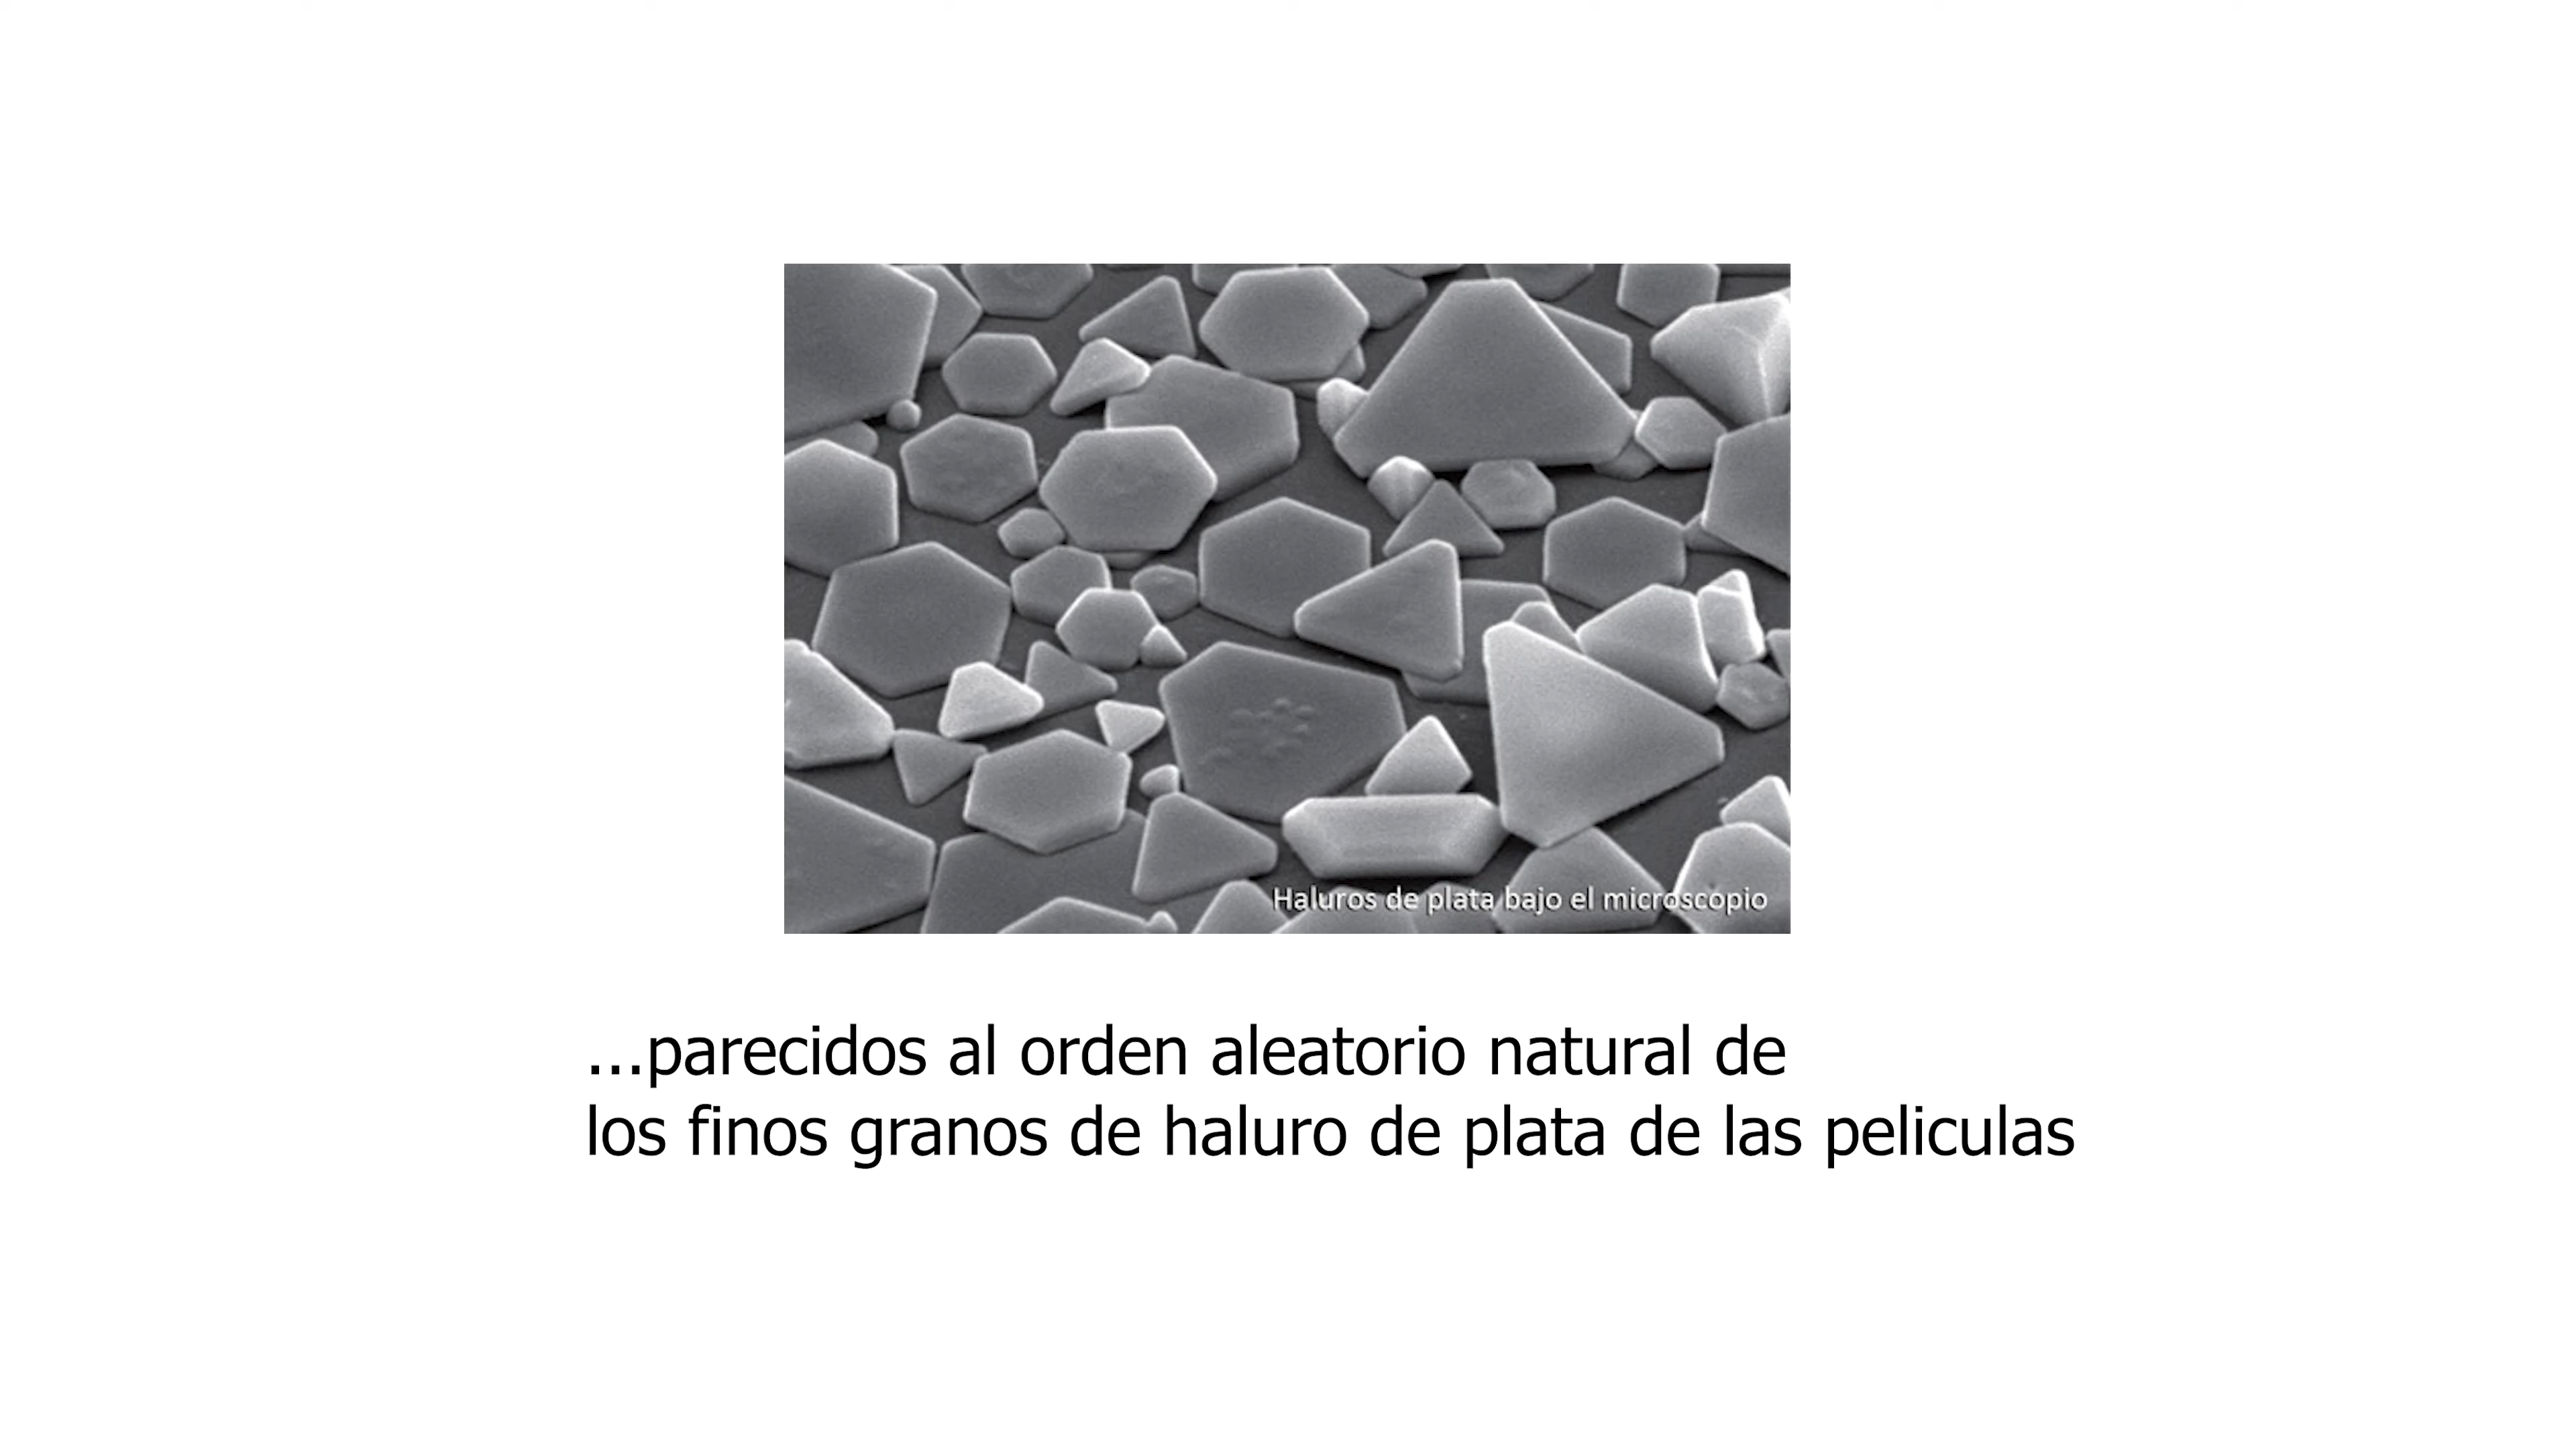 Haluros de plata bajo el microscopio
...parecidos al orden aleatorio natural de
los finos granos de haluro de plata de las peliculas